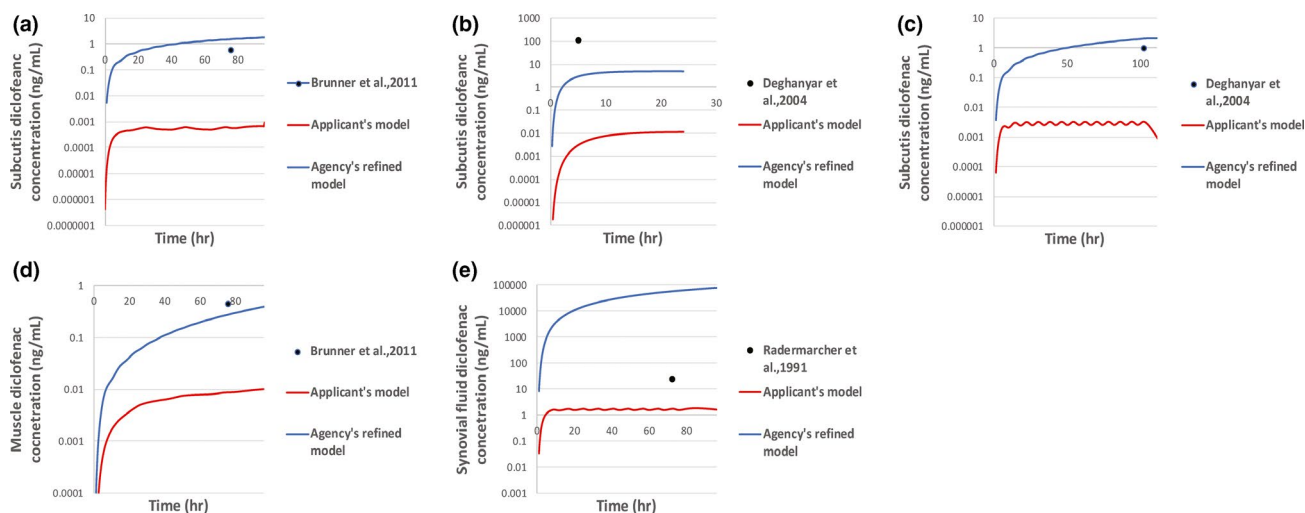 (a)
Subcutis diclofeanc
concentration (ng/mL)
10
1
0.1
0.01
0.001
0.0001
0.00001
0.000001
0.0000001
0 20 40 60 80
Time (hr)
Brunner et al.,2011
Applicant's model
Agency's refined
model
(b)
Subcutis diclofenac
concentration (ng/mL)
1000
100
10
1
0.1
0.01
0.001
0.0001
0.00001
0.000001
0 10 20 30
Time (hr)
Deghanyar
et al.,2004
Applicant's model
Agency's refined
model
(c)
Subcutis diclofenac
concentration (ng/mL)
10
1
0.1
0.01
0.001
0.0001
0.00001
0.000001
0 50 100
Time (hr)
Deghanyar
et al.,2004
Applicant's model
Agency's refined
model
(d)
Muscle diclofenac
concnetration (ng/mL)
1
0.1
0.01
0.001
0.0001
0 20 40 60 80
Time (hr)
Brunner et al.,2011
Applicant's model
Agency's refined
model
(e)
Synovial fluid diclofenac
concetration (ng/mL)
100000
10000
1000
100
10
1
0.1
0.01
0.001
0 20 40 60 80
Time (hr)
Radermarcher
et al.,1991
Applicant's model
Agency's refined
model